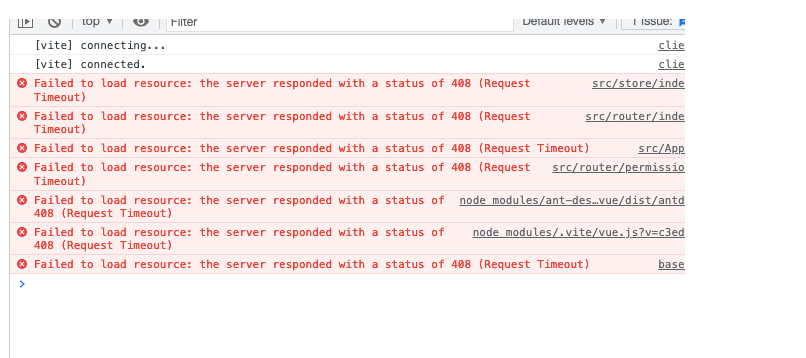 top ▼ Filter Default levels ▼ 1 Issue:
[vite] connecting... clie
[vite] connected. clie
Failed to load resource: the server responded with a status of 408 (Request src/store/inde
Timeout)
Failed to load resource: the server responded with a status of 408 (Request src/router/inde
Timeout)
Failed to load resource: the server responded with a status of 408 (Request Timeout) src/App
Failed to load resource: the server responded with a status of 408 (Request src/router/permissio
Timeout)
Failed to load resource: the server responded with a status of node_modules/ant-des…vue/dist/antd
408 (Request Timeout)
Failed to load resource: the server responded with a status of node_modules/.vite/vue.js?v=c3ed
408 (Request Timeout)
Failed to load resource: the server responded with a status of 408 (Request Timeout) base